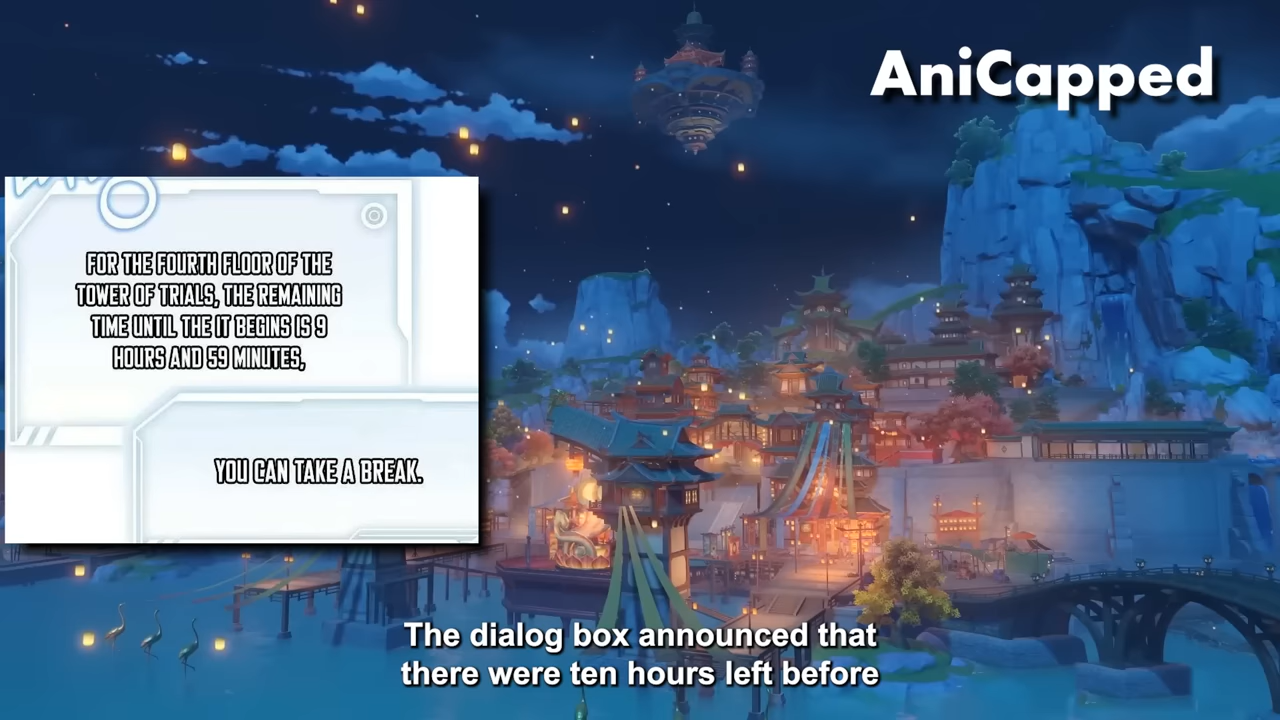 AniCapped
FOR THE FOURTH FLOOR OF THE
TOWER OF TRIALS, THE REMAINING
TIME UNTIL THE IT BEGINS IS 9
HOURS AND 59 MINUTES,
YOU CAN TAKE A BREAK.
The dialog box announced that
there were ten hours left before